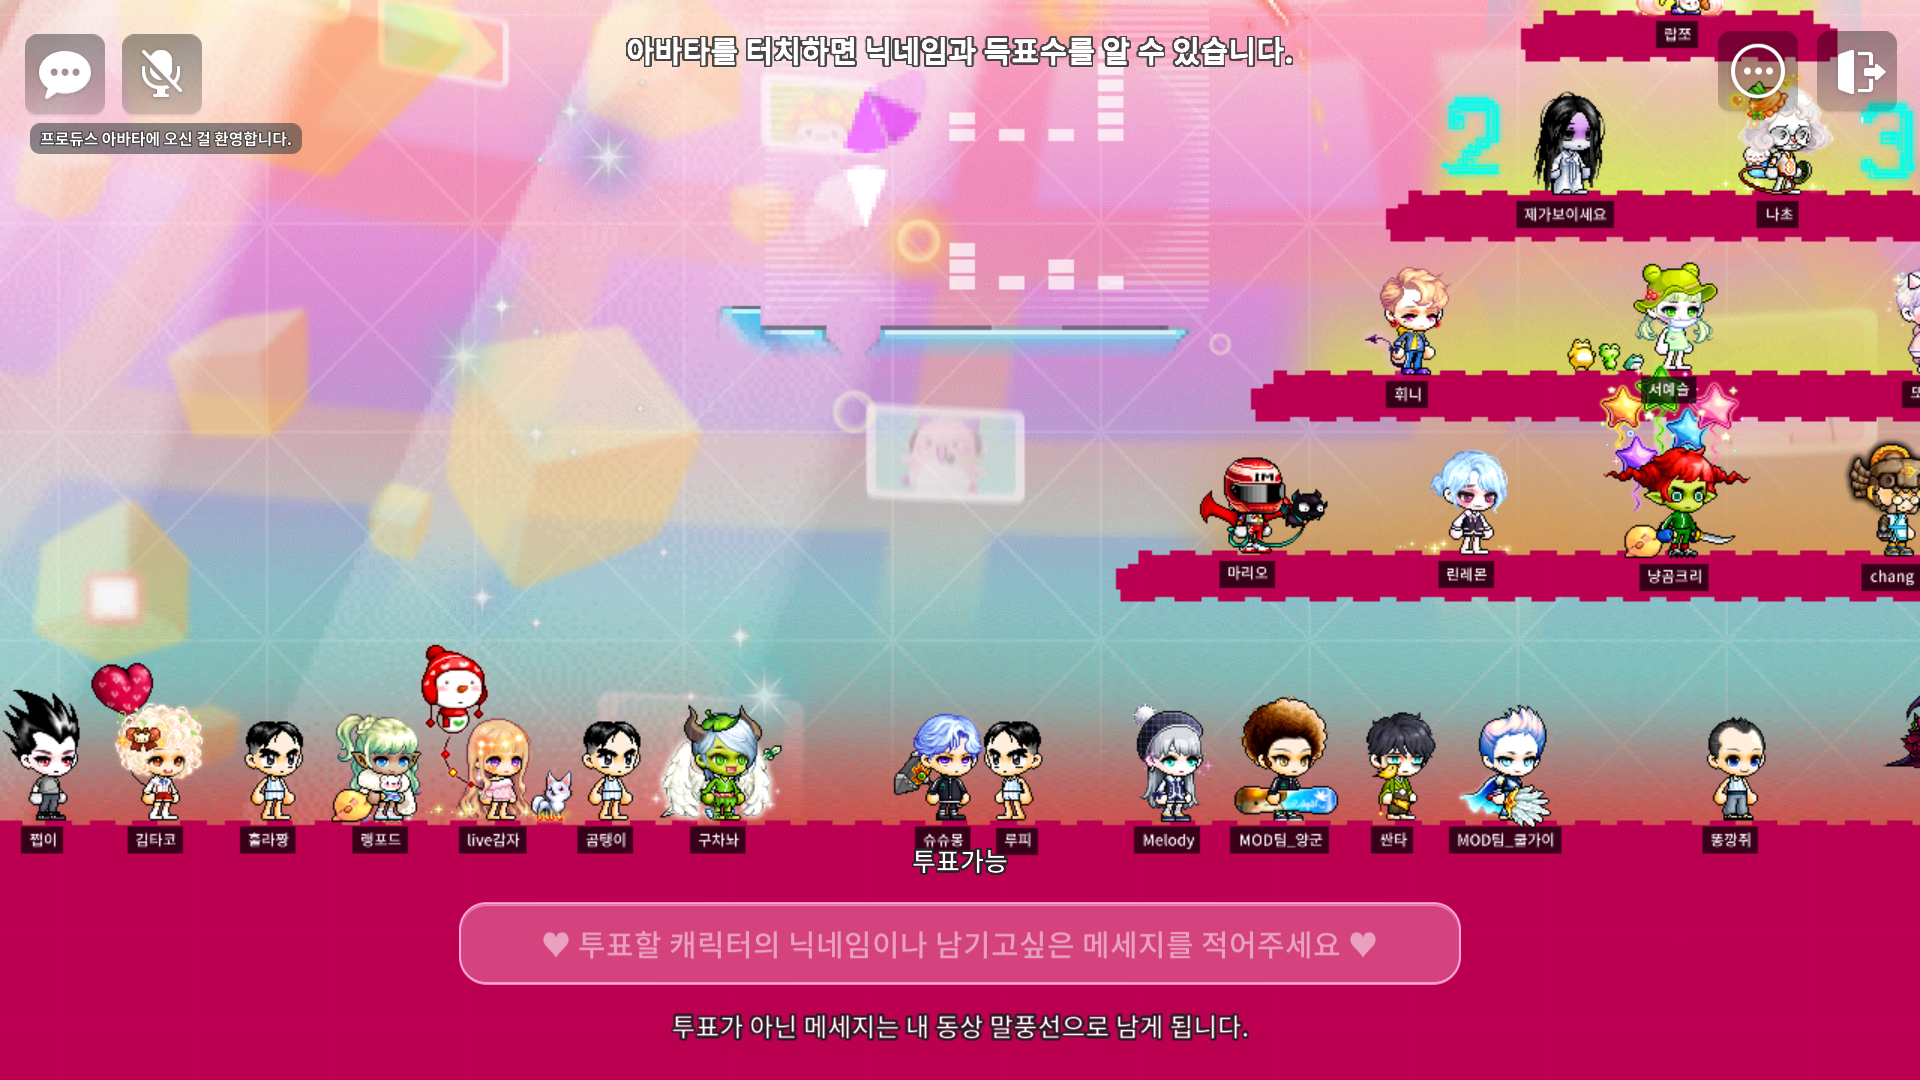 아바타를 터치하면 닉네임과 득표수를 알 수 있습니다.
랍쪼
프로듀스 아바타에 오신 걸 환영합니다.
2
3
제가보이세요
나초
휘니
서예슬
IM
마리오
린레몬
냥곰크리
chang
쩝이
김타코
훌라짱
랭포드
live감자
곰탱이
구차놔
슈슈몽
루피
Melody
MOD팀_양군
싼타
MOD팀_쿨가이
똥깡쥐
투표가능
♥ 투표할 캐릭터의 닉네임이나 남기고싶은 메세지를 적어주세요 ♥
투표가 아닌 메세지는 내 동상 말풍선으로 남게 됩니다.